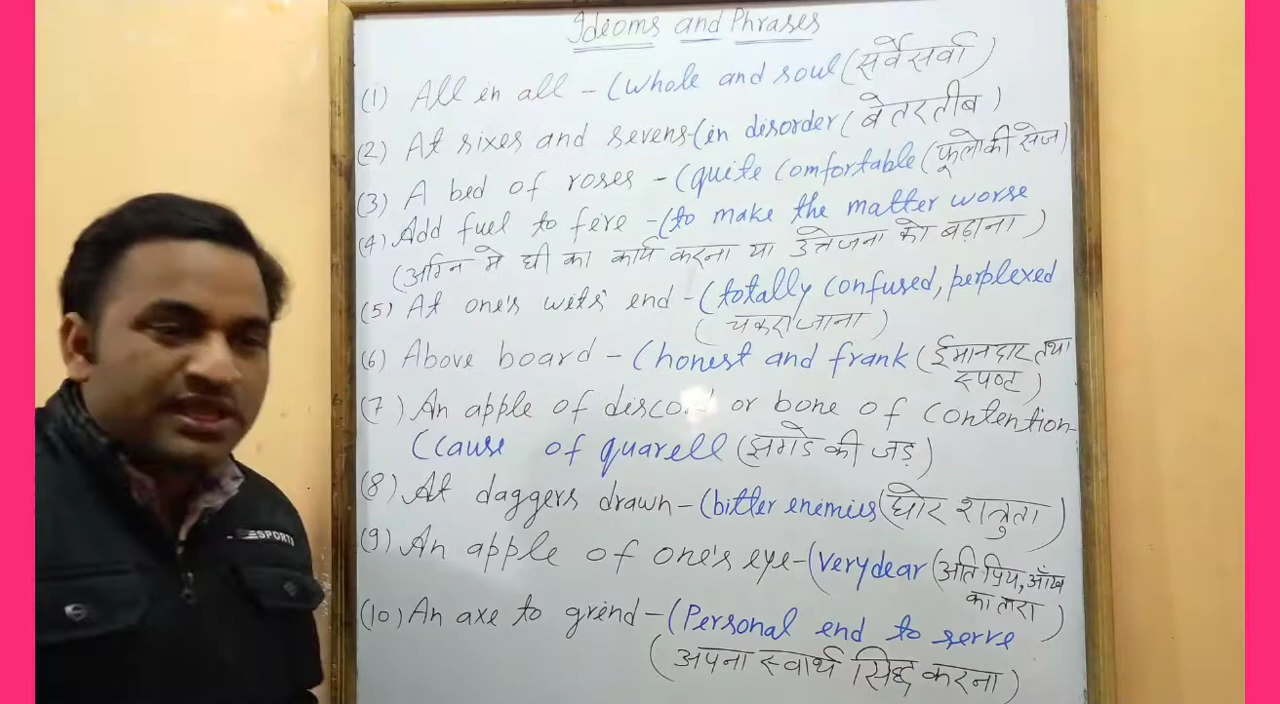 Idioms and Phrases
(1) All in all - (Whole and soul (सर्वेसर्वा)
(2) At sixes and sevens-(in disorder (बेतरतीब)
(3) A bed of roses - (quite comfortable (फूलो की सेज)
(4) Add fuel to fire - (to make the matter worse
(अग्नि मे घी का कार्य करना या उत्तेजना को बढ़ाना)
(5) At one's wits' end - (totally confused, perplexed
(चकरा जाना)
(6) Above board - (honest and frank (ईमानदार तथा
स्पष्ट)
(7) An apple of discord or bone of contention-
(cause of quarell (झगडे की जड़)
(8) At daggers drawn - (bitter enemies (घोर शत्रुता)
(9) An apple of one's eye - (very dear (अति प्रिय, आँख
का तारा)
(10) An axe to grind - (Personal end to serve
(अपना स्वार्थ सिद्ध करना)
ESPORTS